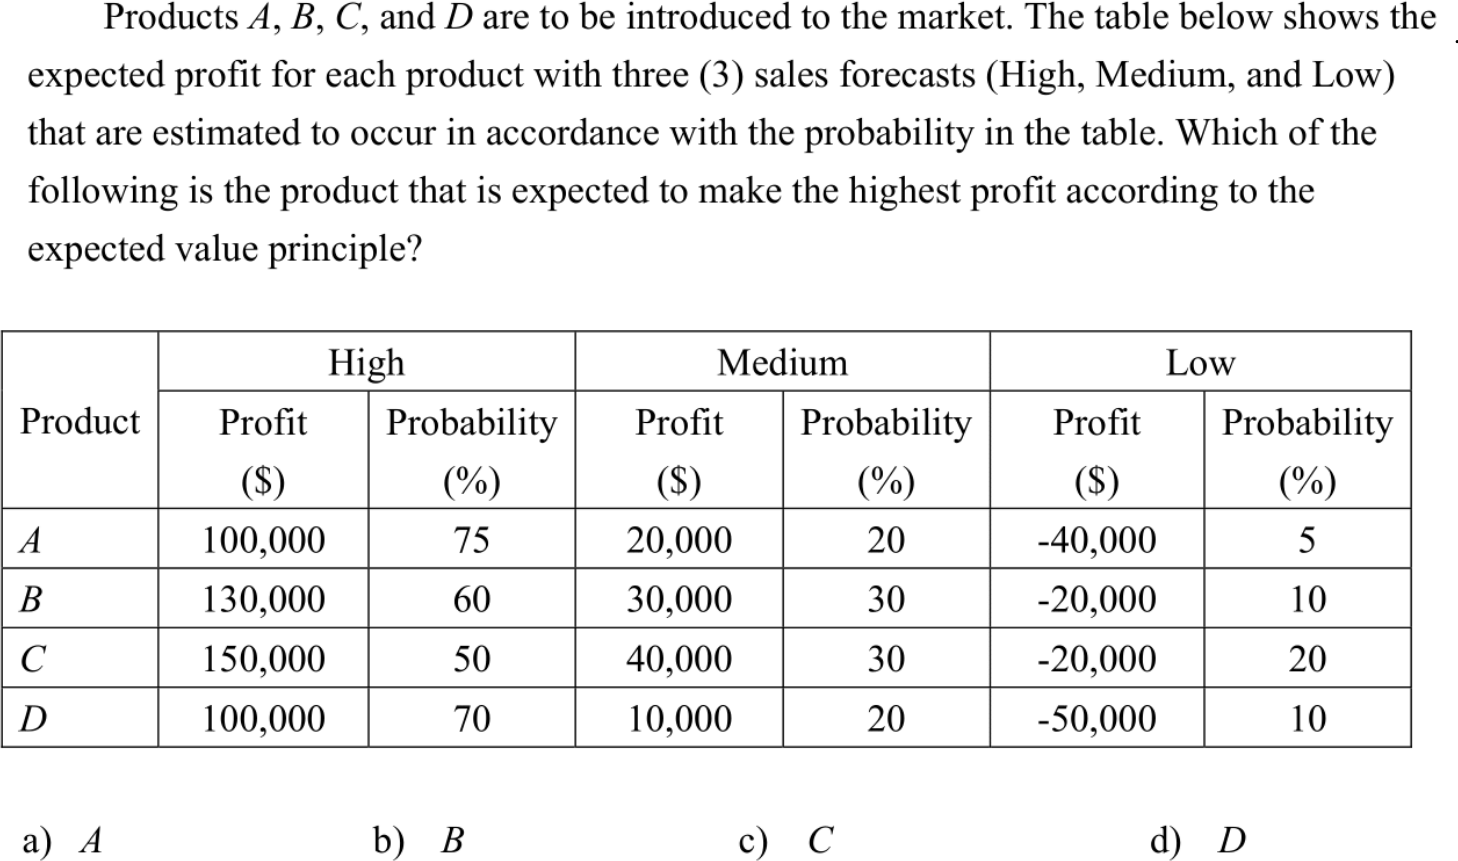 Products A, B, C, and D are to be introduced to the market. The table below shows the
expected profit for each product with three (3) sales forecasts (High, Medium, and Low)
that are estimated to occur in accordance with the probability in the table. Which of the
following is the product that is expected to make the highest profit according to the
expected value principle?
High Medium Low
Product Profit Probability Profit Probability Profit Probability
($) (%) ($) (%) ($) (%)
A 100,000 75 20,000 20 -40,000 5
B 130,000 60 30,000 30 -20,000 10
C 150,000 50 40,000 30 -20,000 20
D 100,000 70 10,000 20 -50,000 10
a) A b) B c) C d) D